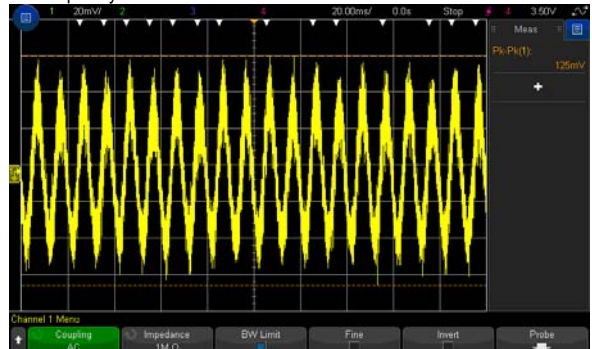 1 20mV/ 2 3 4 20.00ms/ 0.0s Stop 4 3.50V
Meas
Pk-Pk(1):
125mV
Channel 1 Menu
Coupling Impedance BW Limit Fine Invert Probe
AC 1M Ω